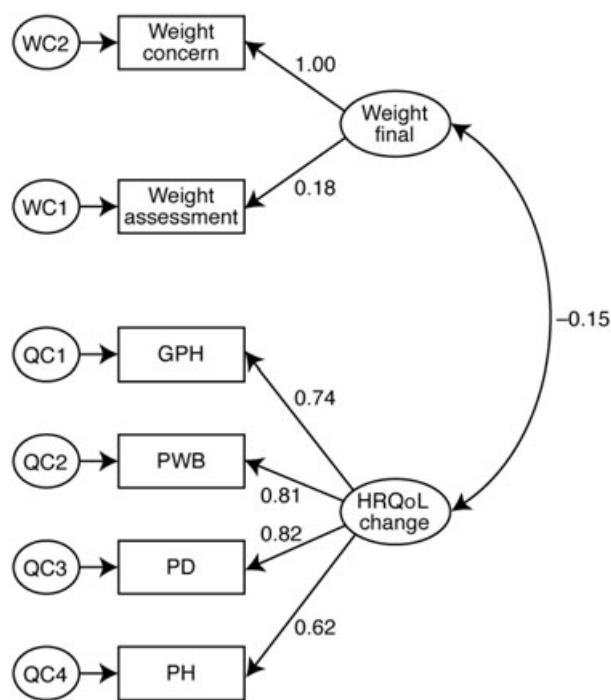 WC2
Weight
concern
1.00
Weight
final
WC1
Weight
assessment
0.18
–0.15
QC1
GPH
0.74
QC2
PWB
0.81
HRQoL
change
QC3
PD
0.82
QC4
PH
0.62